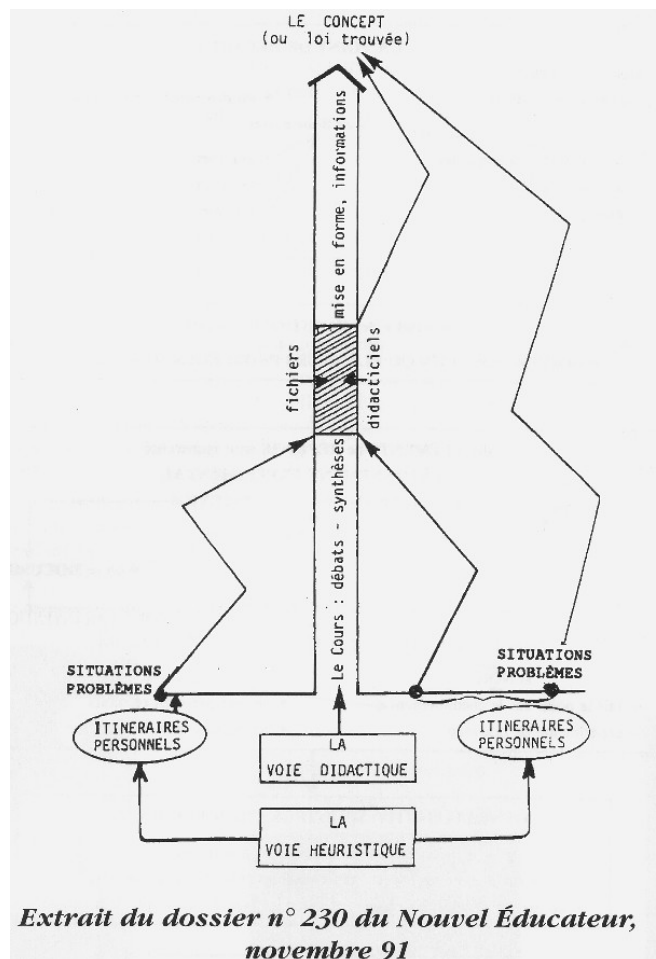 LE CONCEPT
(ou loi trouvée)
mise en forme, informations
fichiers
didacticiels
Le Cours : débats - synthèses
SITUATIONS
PROBLÈMES
SITUATIONS
PROBLÈMES
ITINERAIRES
PERSONNELS
ITINERAIRES
PERSONNELS
LA
VOIE DIDACTIQUE
LA
VOIE HEURISTIQUE
Extrait du dossier n° 230 du Nouvel Éducateur,
novembre 91